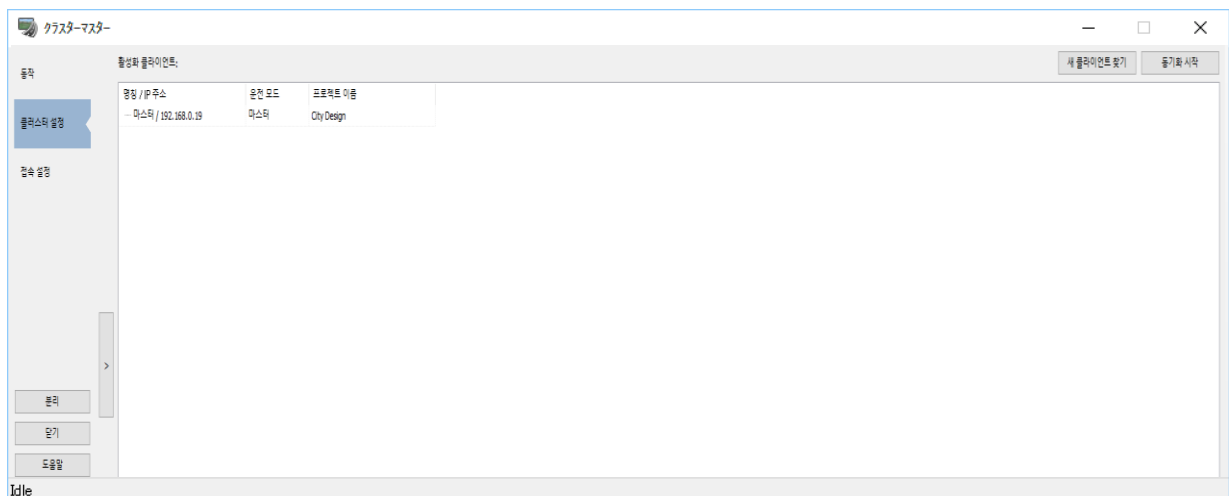 クラスターマスター
동작
클러스터 설정
접속 설정
활성화 클라이언트:
새 클라이언트 찾기
동기화 시작
명칭 / IP 주소 운전 모드 프로젝트 이름
마스터 / 192.168.0.19 마스터 City Design
>
분리
닫기
도움말
Idle